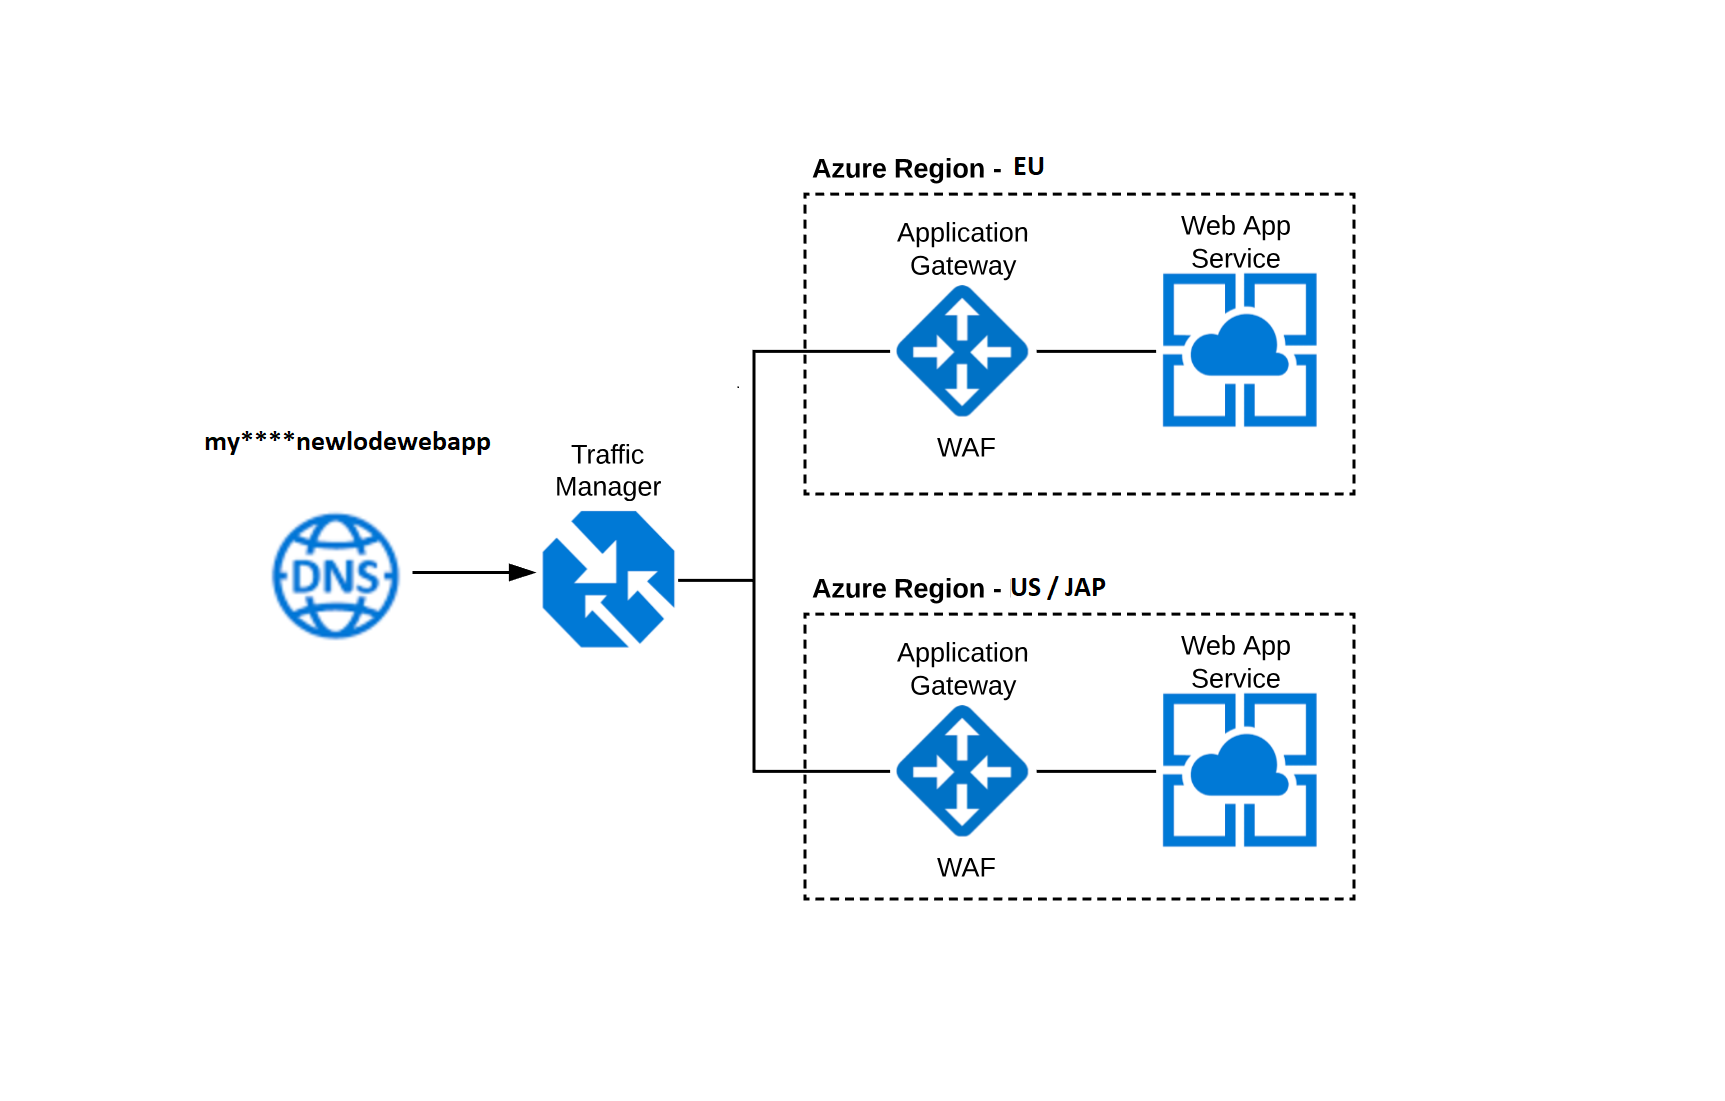 Azure Region - EU
Application
Gateway
Web App
Service
WAF
my****newlodewebapp
Traffic
Manager
DNS
Azure Region - US / JAP
Application
Gateway
Web App
Service
WAF